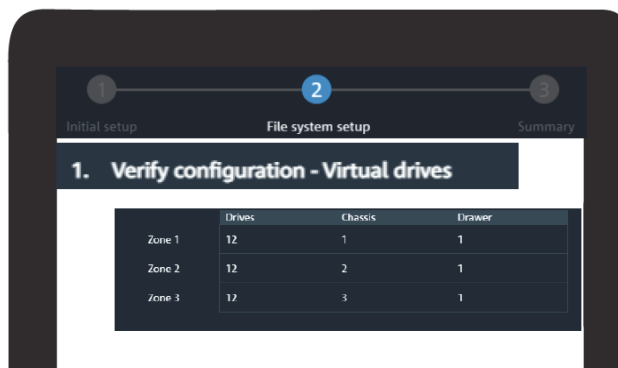 1 2 3
Initial setup File system setup Summary
1. Verify configuration - Virtual drives
Drives Chassis Drawer
Zone 1 12 1 1
Zone 2 12 2 1
Zone 3 12 3 1